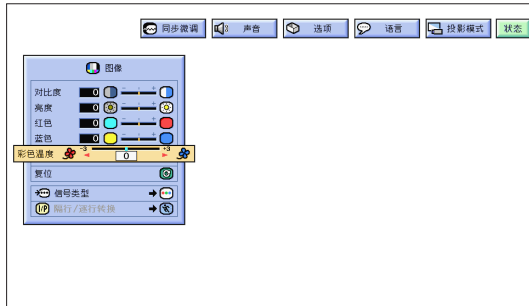 同步微调 声音 选项 语言 投影模式 状态
图像
对比度 0
亮度 0
红色 0
蓝色 0
彩色温度 -3 0 +3
复位
信号类型
I/P 隔行/逐行转换